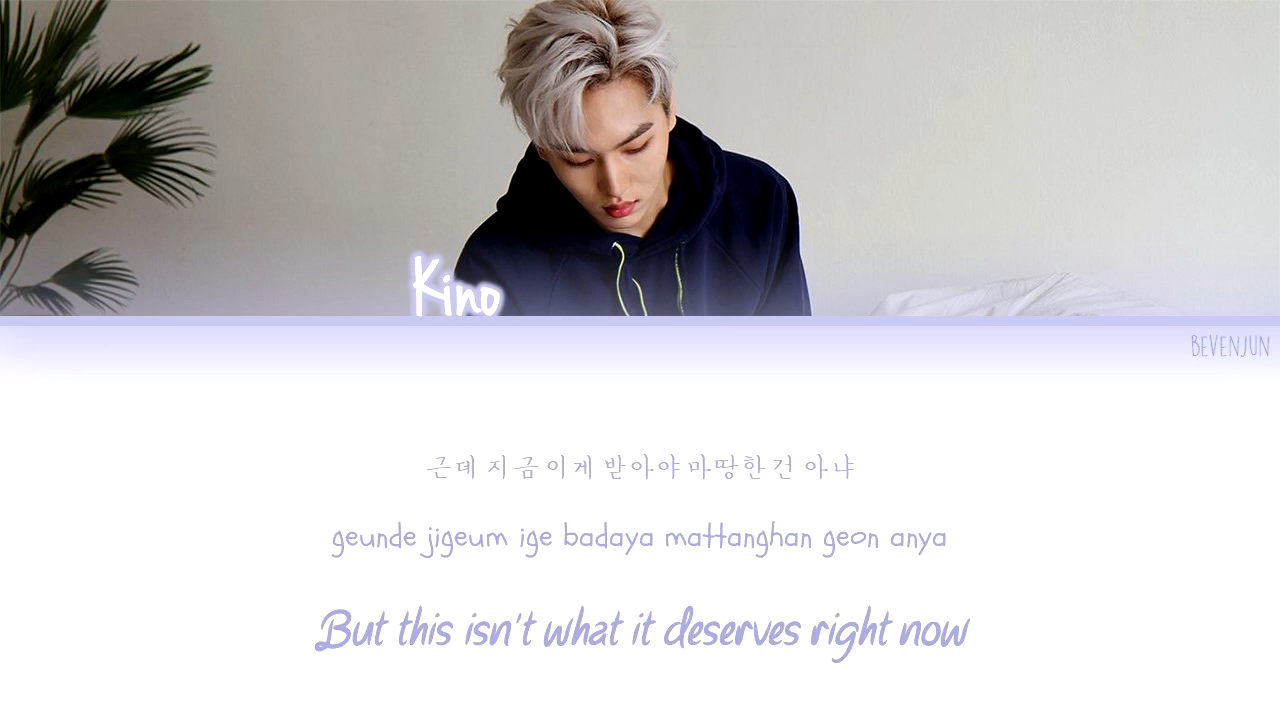 Kino
BEVENJUN
근데 지금 이게 받아야 마땅한 건 아냐
geunde jigeum ige badaya mattanghan geon anya
But this isn't what it deserves right now